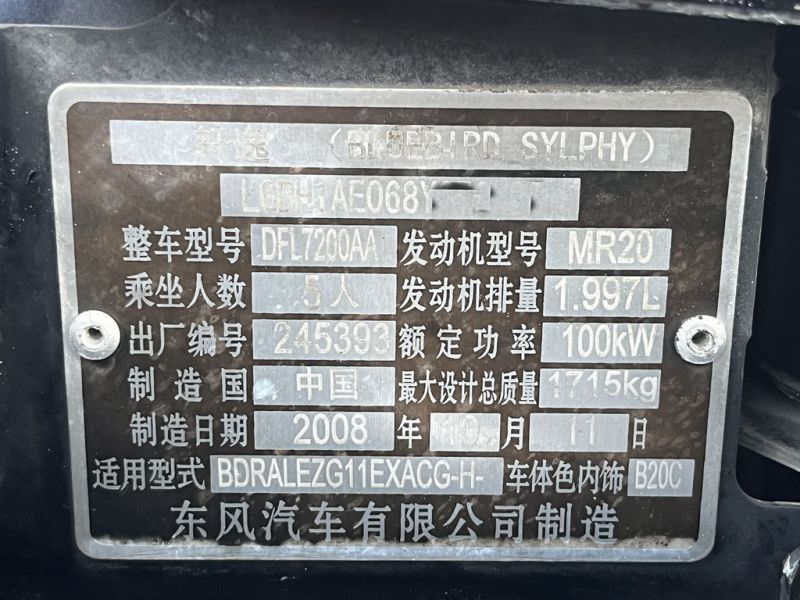 轩逸 (BLUEBIRD SYLPHY)
LGBH1AE068Y
整车型号 DFL7200AA 发动机型号 MR20
乘坐人数 5人 发动机排量 1.997L
出厂编号 245393 额定功率 100kW
制造国 中国 最大设计总质量 1715kg
制造日期 2008 年 10 月 11 日
适用型式 BDRALEZG11EXACG-H- 车体色内饰 B20C
东风汽车有限公司制造